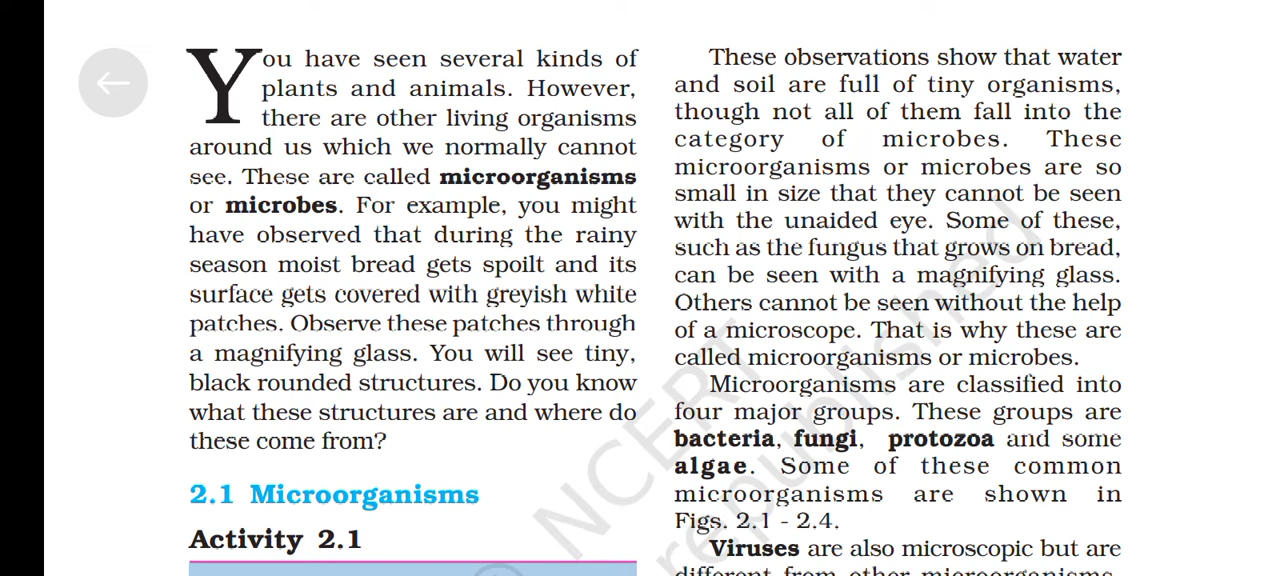 You have seen several kinds of
plants and animals. However,
there are other living organisms
around us which we normally cannot
see. These are called microorganisms
or microbes. For example, you might
have observed that during the rainy
season moist bread gets spoilt and its
surface gets covered with greyish white
patches. Observe these patches through
a magnifying glass. You will see tiny,
black rounded structures. Do you know
what these structures are and where do
these come from?
2.1 Microorganisms
Activity 2.1
These observations show that water
and soil are full of tiny organisms,
though not all of them fall into the
category of microbes. These
microorganisms or microbes are so
small in size that they cannot be seen
with the unaided eye. Some of these,
such as the fungus that grows on bread,
can be seen with a magnifying glass.
Others cannot be seen without the help
of a microscope. That is why these are
called microorganisms or microbes.
Microorganisms are classified into
four major groups. These groups are
bacteria, fungi, protozoa and some
algae. Some of these common
microorganisms are shown in
Figs. 2.1 - 2.4.
Viruses are also microscopic but are
different from other microorganisms.
© NCERT
republished